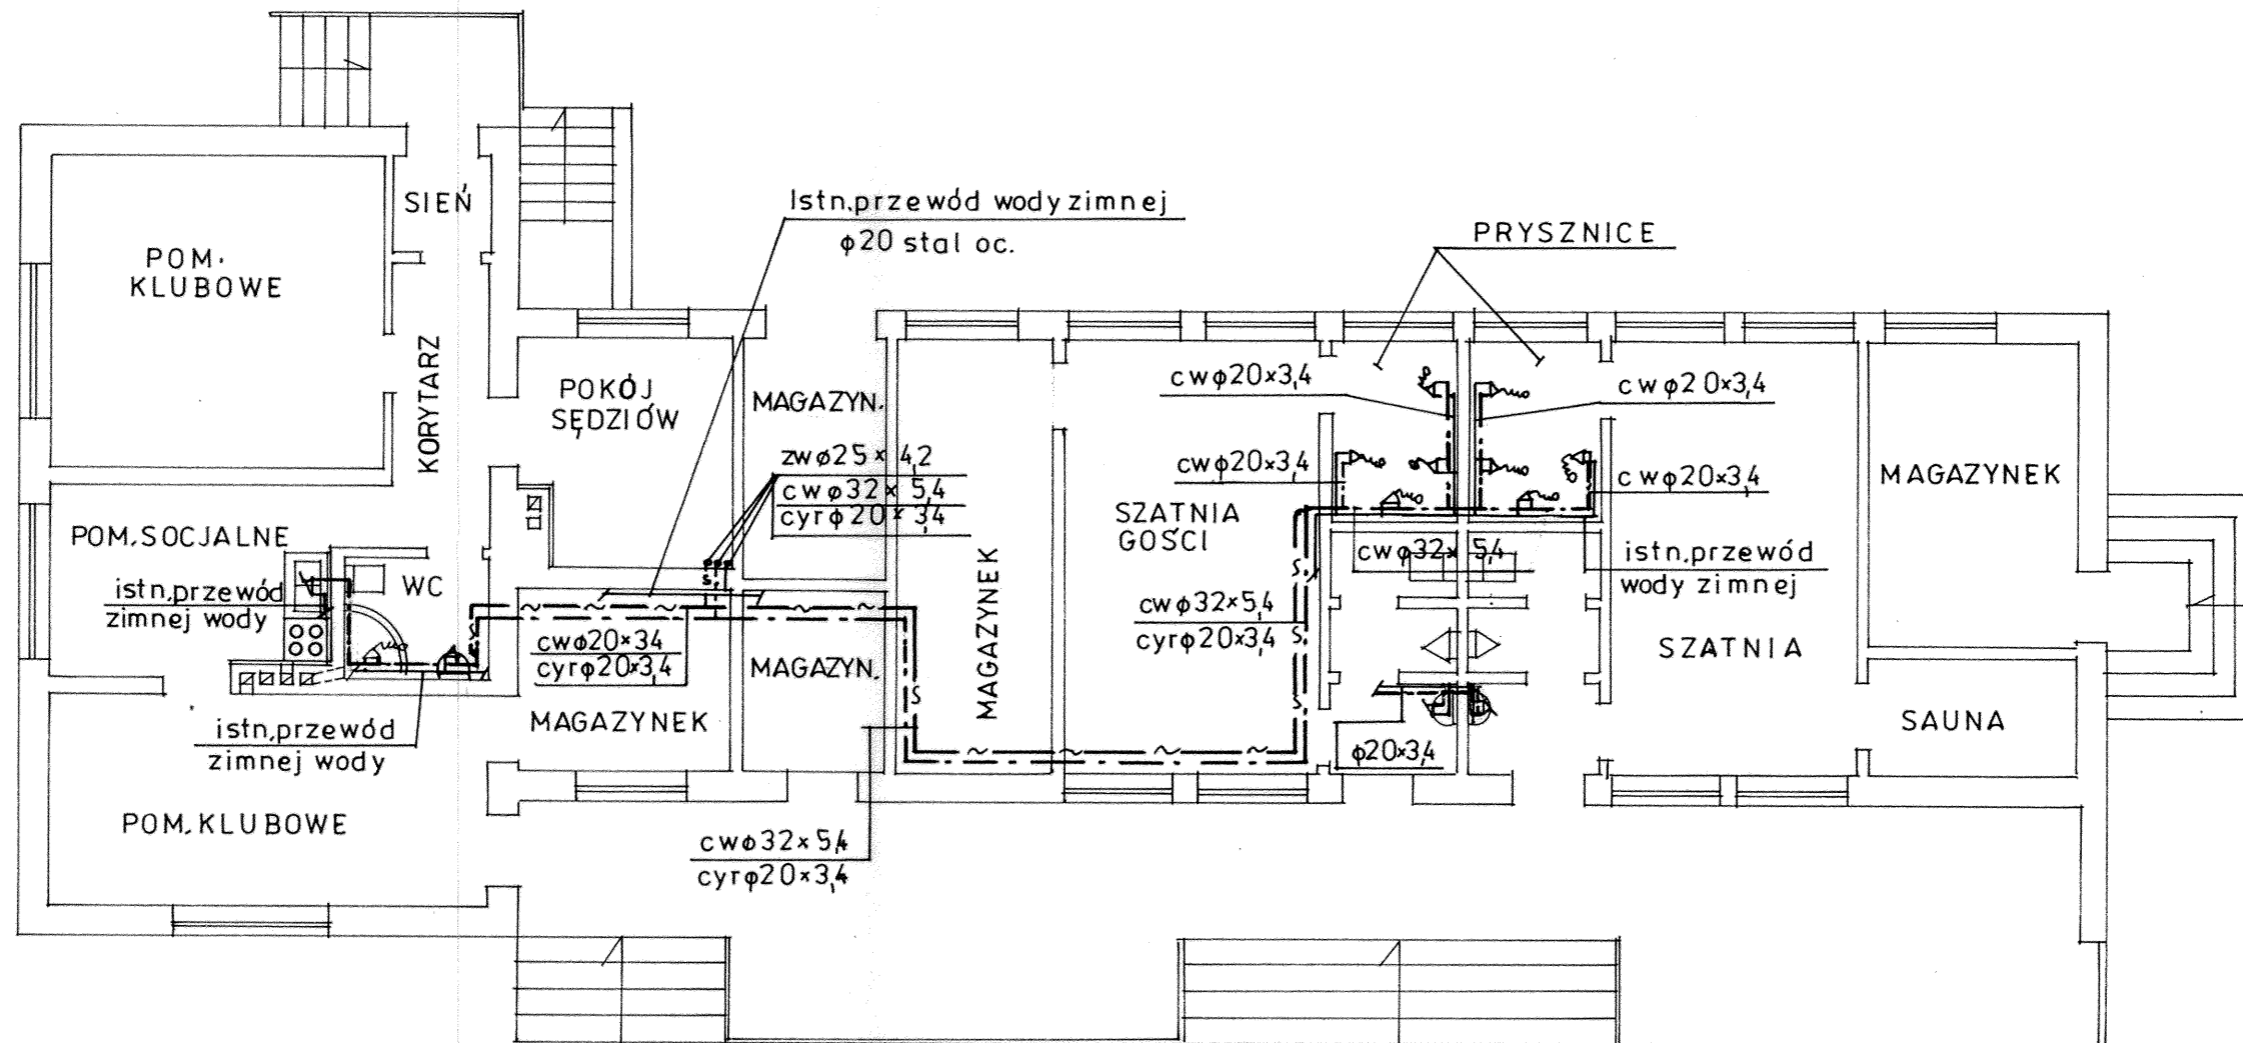 SIEŃ
POM.
KLUBOWE
KORYTARZ
Istn.przewód wody zimnej
φ20 stal oc.
PRYSZNICE
POKÓJ
SĘDZIÓW
MAGAZYN.
zwφ25×4,2
cwφ32×5,4
cyrφ20×3,4
cwφ20×3,4
cwφ20×3,4
cwφ20×3,4
cwφ20×3,4
MAGAZYNEK
POM.SOCJALNE
WC
istn.przewód
zimnej wody
SZATNIA
GOŚCI
cwφ32×5,4
istn.przewód
wody zimnej
MAGAZYNEK
cwφ32×5,4
cyrφ20×3,4
cwφ20×3,4
cyrφ20×3,4
MAGAZYN.
SZATNIA
MAGAZYNEK
SAUNA
istn.przewód
zimnej wody
φ20×3,4
POM.KLUBOWE
cwφ32×5,4
cyrφ20×3,4